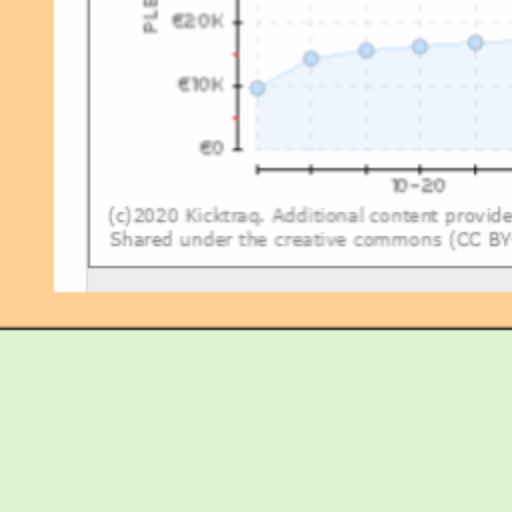 PLE
€20K
€10K
€0
10-20
(c)2020 Kicktraq. Additional content provide
Shared under the creative commons (CC BY-